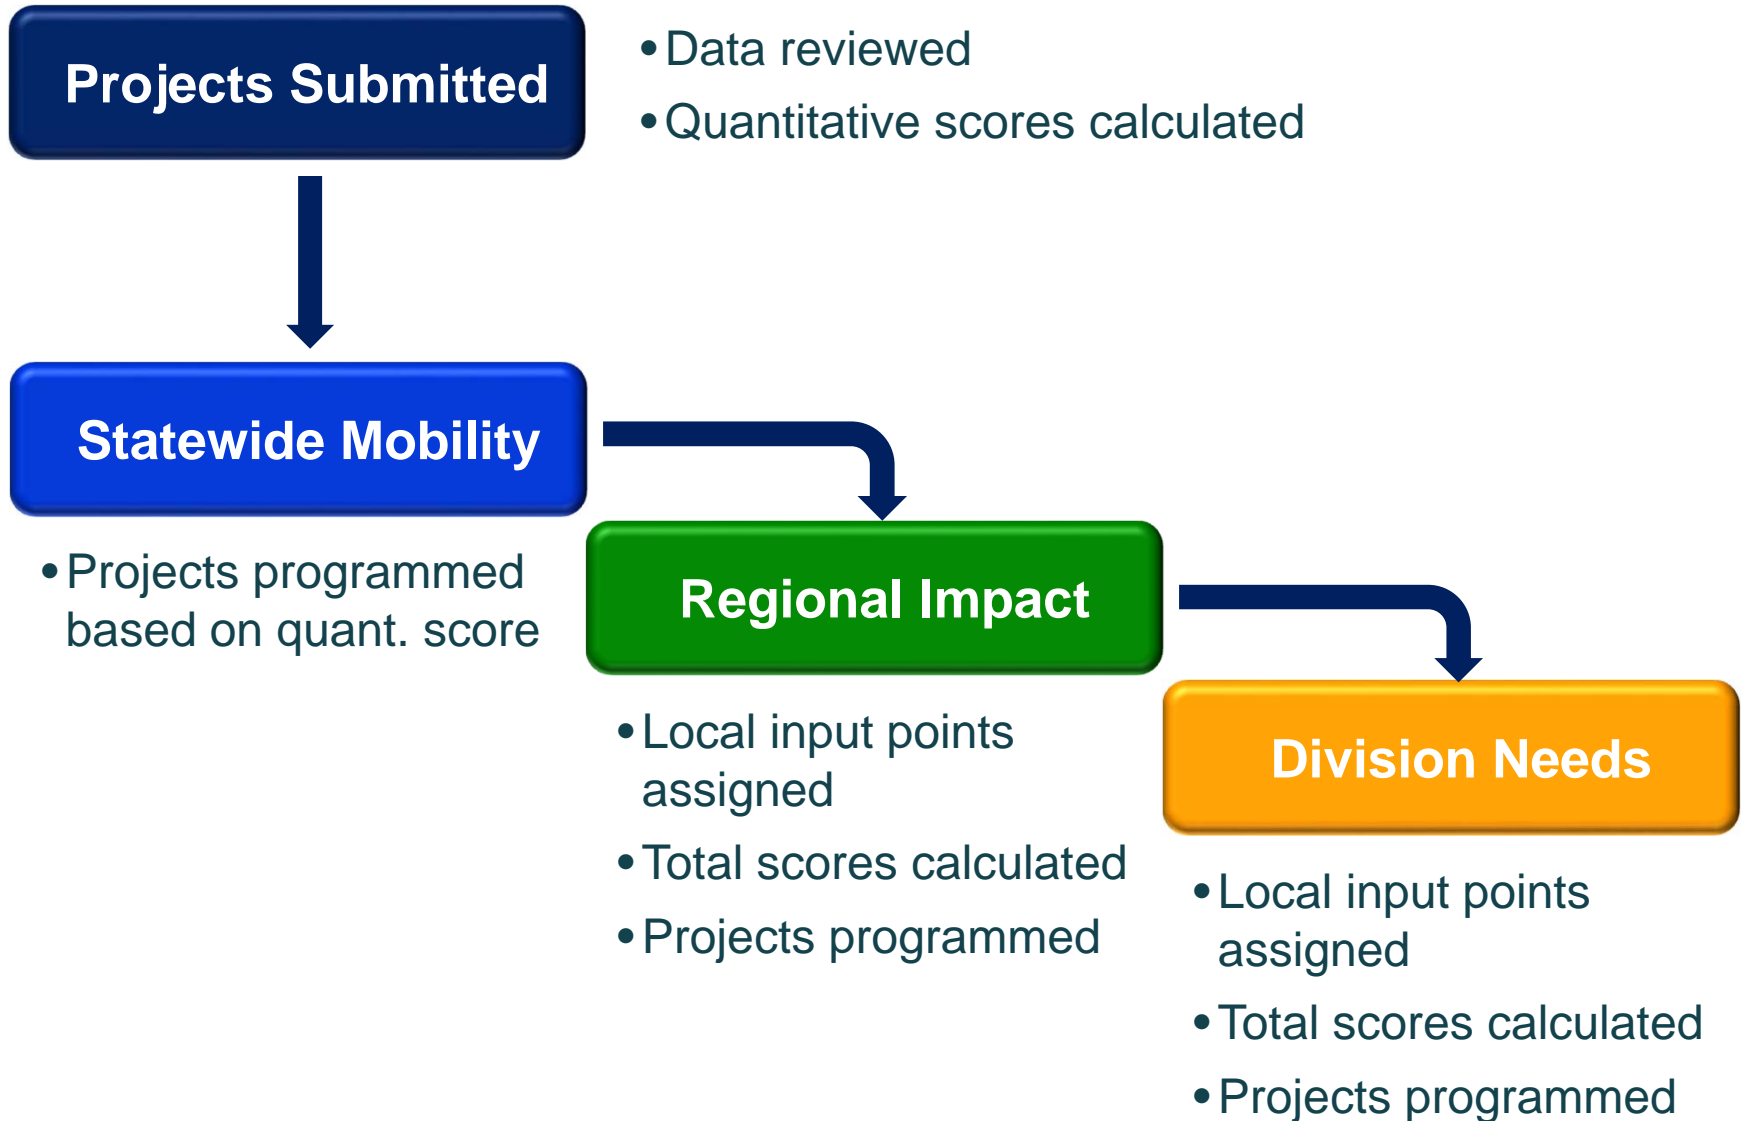 Projects Submitted
• Data reviewed
• Quantitative scores calculated
Statewide Mobility
• Projects programmed
based on quant. score
Regional Impact
• Local input points
assigned
• Total scores calculated
• Projects programmed
Division Needs
• Local input points
assigned
• Total scores calculated
• Projects programmed